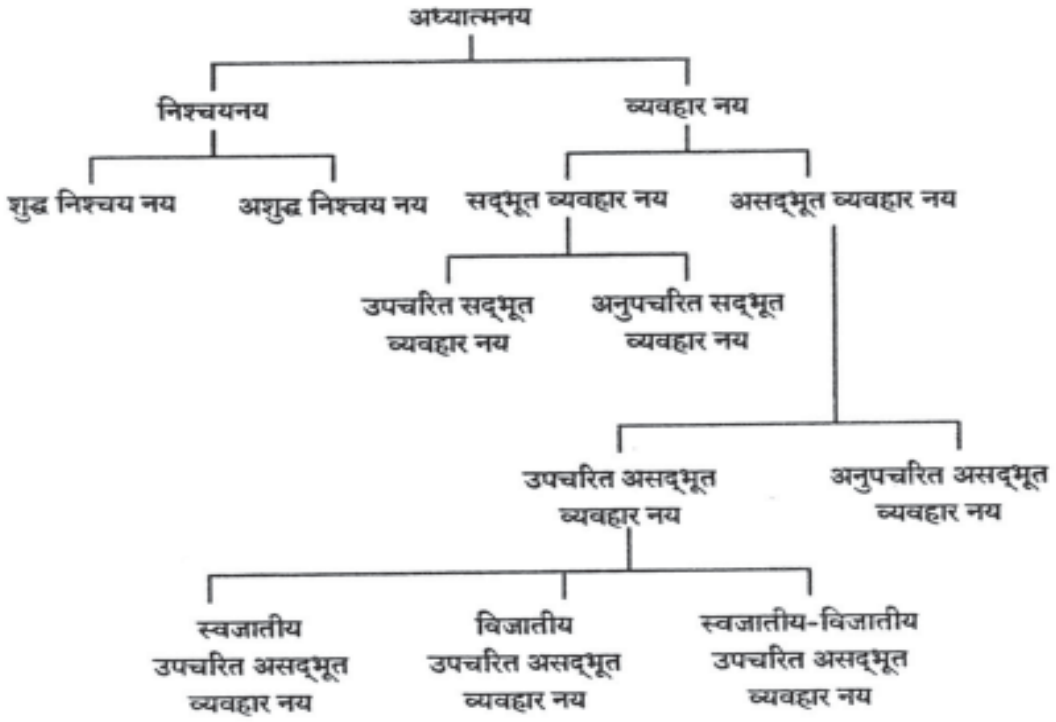 अध्यात्मनय
निश्चयनय
व्यवहार नय
शुद्ध निश्चय नय
अशुद्ध निश्चय नय
सद्भूत व्यवहार नय
असद्भूत व्यवहार नय
उपचरित सद्भूत
व्यवहार नय
अनुपचरित सद्भूत
व्यवहार नय
उपचरित असद्भूत
व्यवहार नय
अनुपचरित असद्भूत
व्यवहार नय
स्वजातीय
उपचरित असद्भूत
व्यवहार नय
विजातीय
उपचरित असद्भूत
व्यवहार नय
स्वजातीय-विजातीय
उपचरित असद्भूत
व्यवहार नय